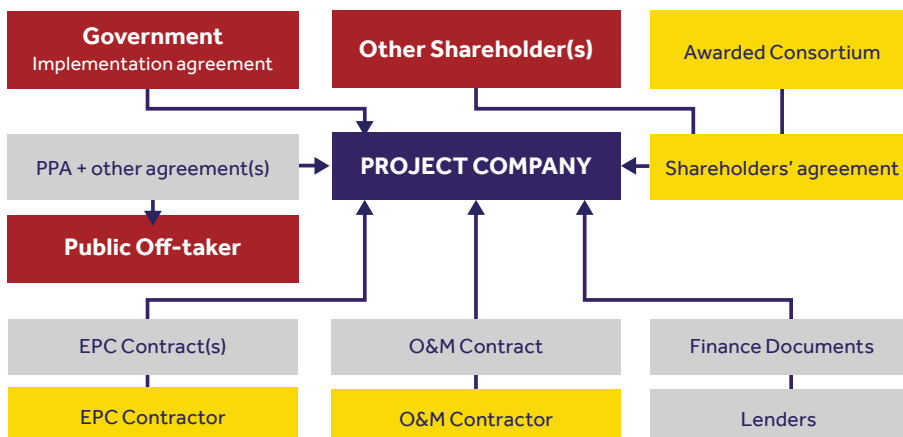 Government
Implementation agreement
Other Shareholder(s)
Awarded Consortium
PPA + other agreement(s)
PROJECT COMPANY
Shareholders’ agreement
Public Off-taker
EPC Contract(s)
O&M Contract
Finance Documents
EPC Contractor
O&M Contractor
Lenders